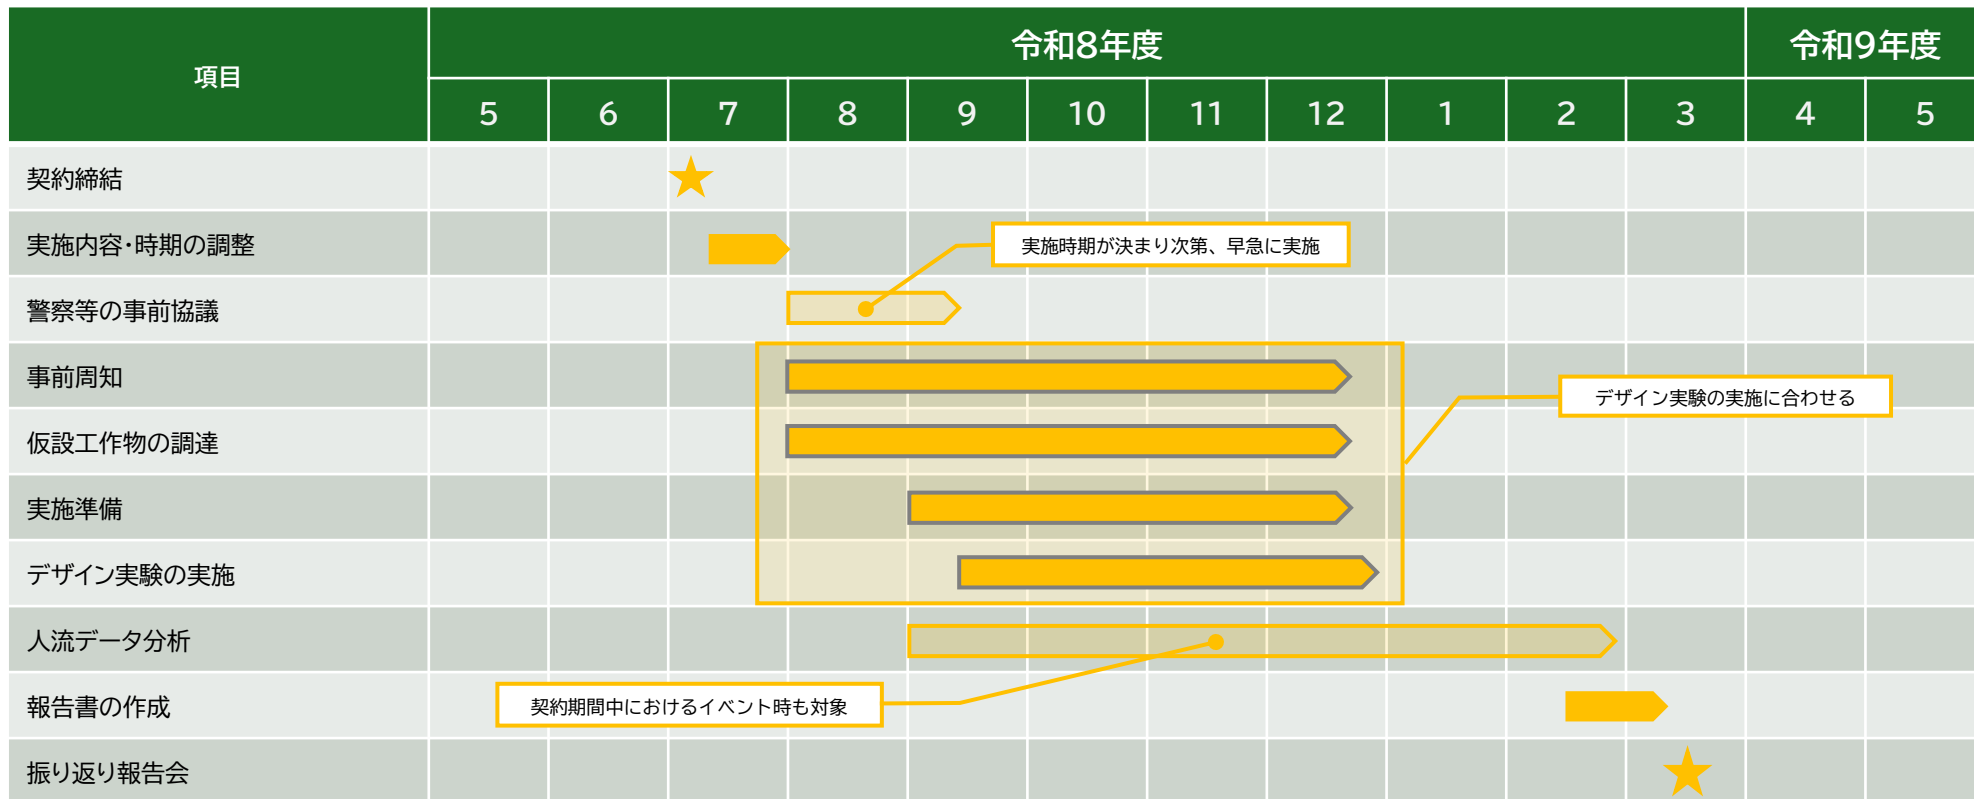 項目
令和8年度
令和9年度
5 6 7 8 9 10 11 12 1 2 3 4 5
契約締結
実施内容・時期の調整
実施時期が決まり次第、早急に実施
警察等の事前協議
事前周知
デザイン実験の実施に合わせる
仮設工作物の調達
実施準備
デザイン実験の実施
人流データ分析
報告書の作成
契約期間中におけるイベント時も対象
振り返り報告会